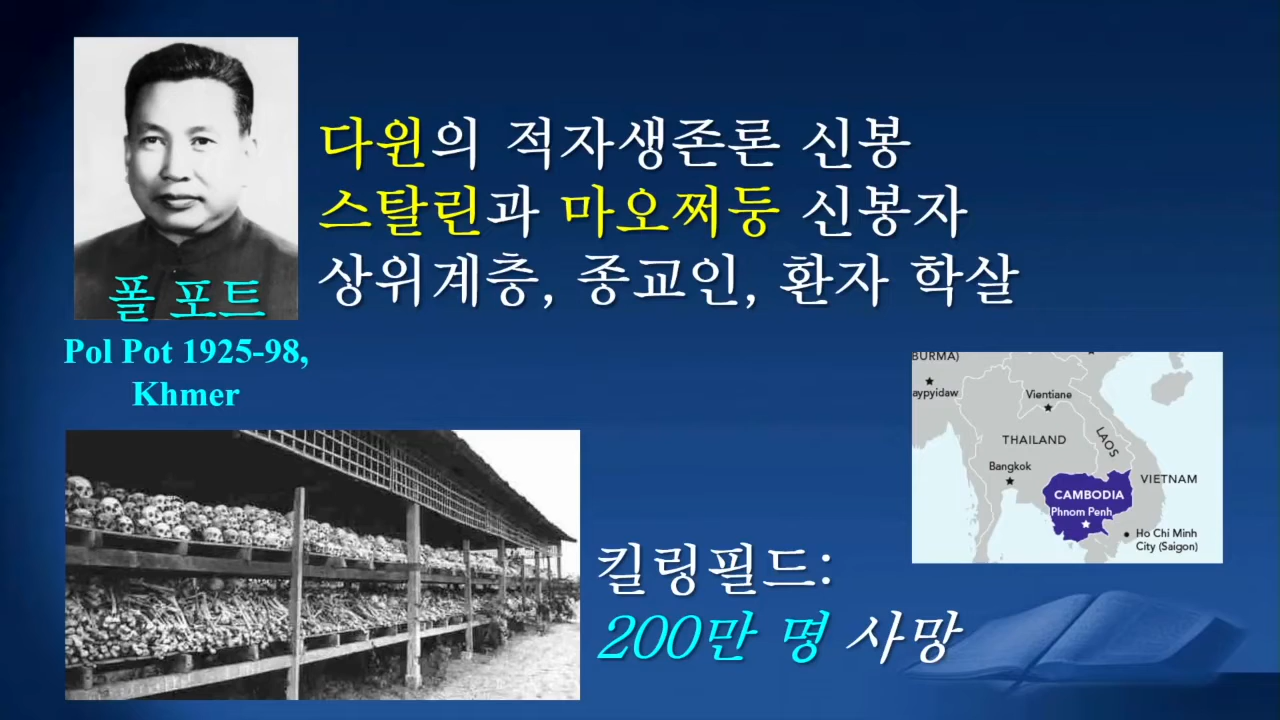 다윈의 적자생존론 신봉
스탈린과 마오쩌둥 신봉자
상위계층, 종교인, 환자 학살
폴 포트
Pol Pot 1925-98,
Khmer
BURMA)
aypyidaw
Vientiane
THAILAND
LAOS
Bangkok
VIETNAM
CAMBODIA
Phnom Penh
Ho Chi Minh
City (Saigon)
킬링필드:
200만 명 사망